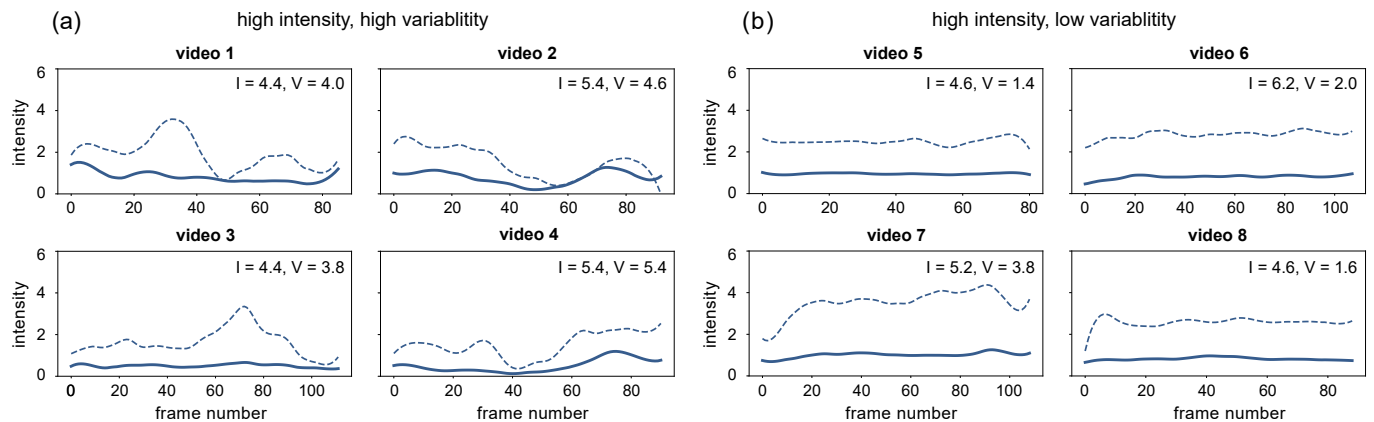 (a) high intensity, high variablitity
video 1
video 2
6
4
2
0
intensity
I = 4.4, V = 4.0
0 20 40 60 80
I = 5.4, V = 4.6
0 20 40 60 80
video 3
video 4
6
4
2
0
intensity
I = 4.4, V = 3.8
0 20 40 60 80 100
frame number
I = 5.4, V = 5.4
0 20 40 60 80
frame number
(b) high intensity, low variablitity
video 5
video 6
6
4
2
0
intensity
I = 4.6, V = 1.4
0 20 40 60 80
I = 6.2, V = 2.0
0 20 40 60 80 100
video 7
video 8
6
4
2
0
intensity
I = 5.2, V = 3.8
0 20 40 60 80 100
frame number
I = 4.6, V = 1.6
0 20 40 60 80
frame number